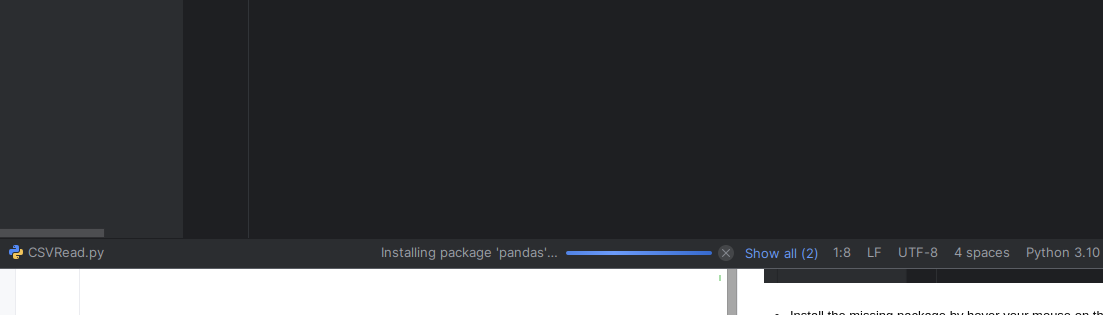 CSVRead.py Installing package 'pandas'... Show all (2) 1:8 LF UTF-8 4 spaces Python 3.10
Install the missing package by hover your mouse on th